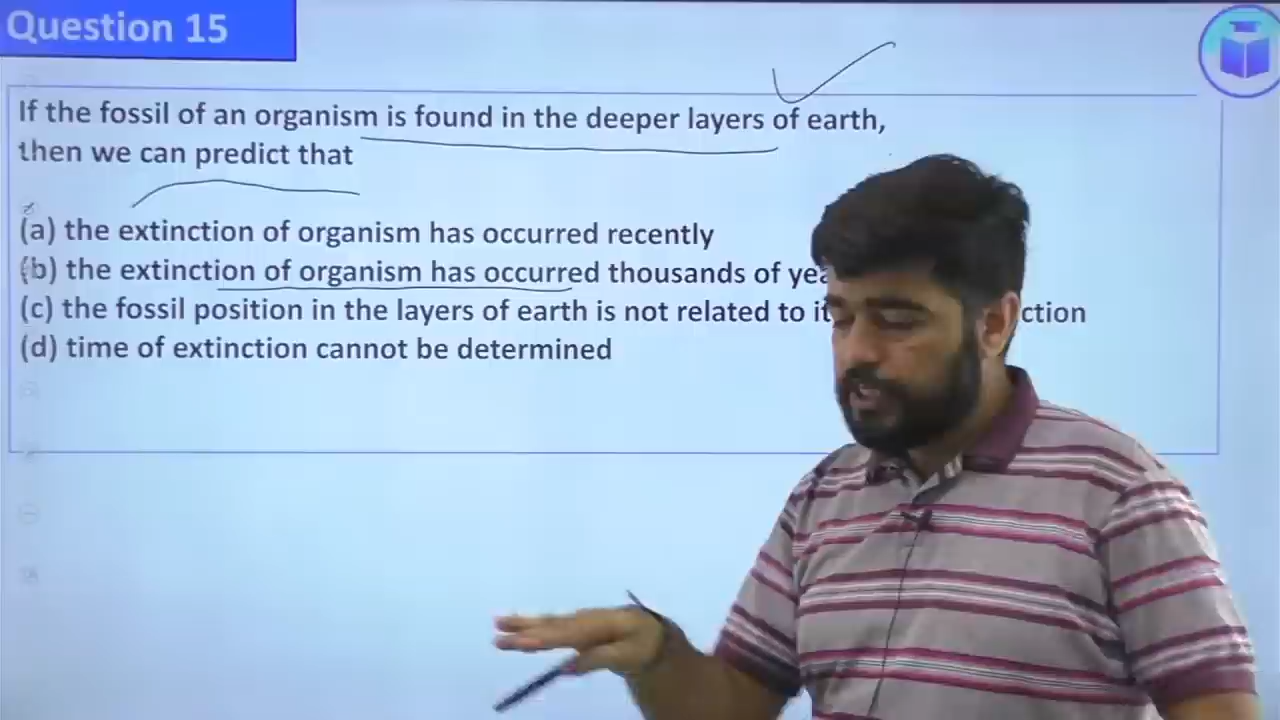 Question 15
If the fossil of an organism is found in the deeper layers of earth,
then we can predict that
(a) the extinction of organism has occurred recently
(b) the extinction of organism has occurred thousands of
(c) the fossil position in the layers of earth is not related to
(d) time of extinction cannot be determined